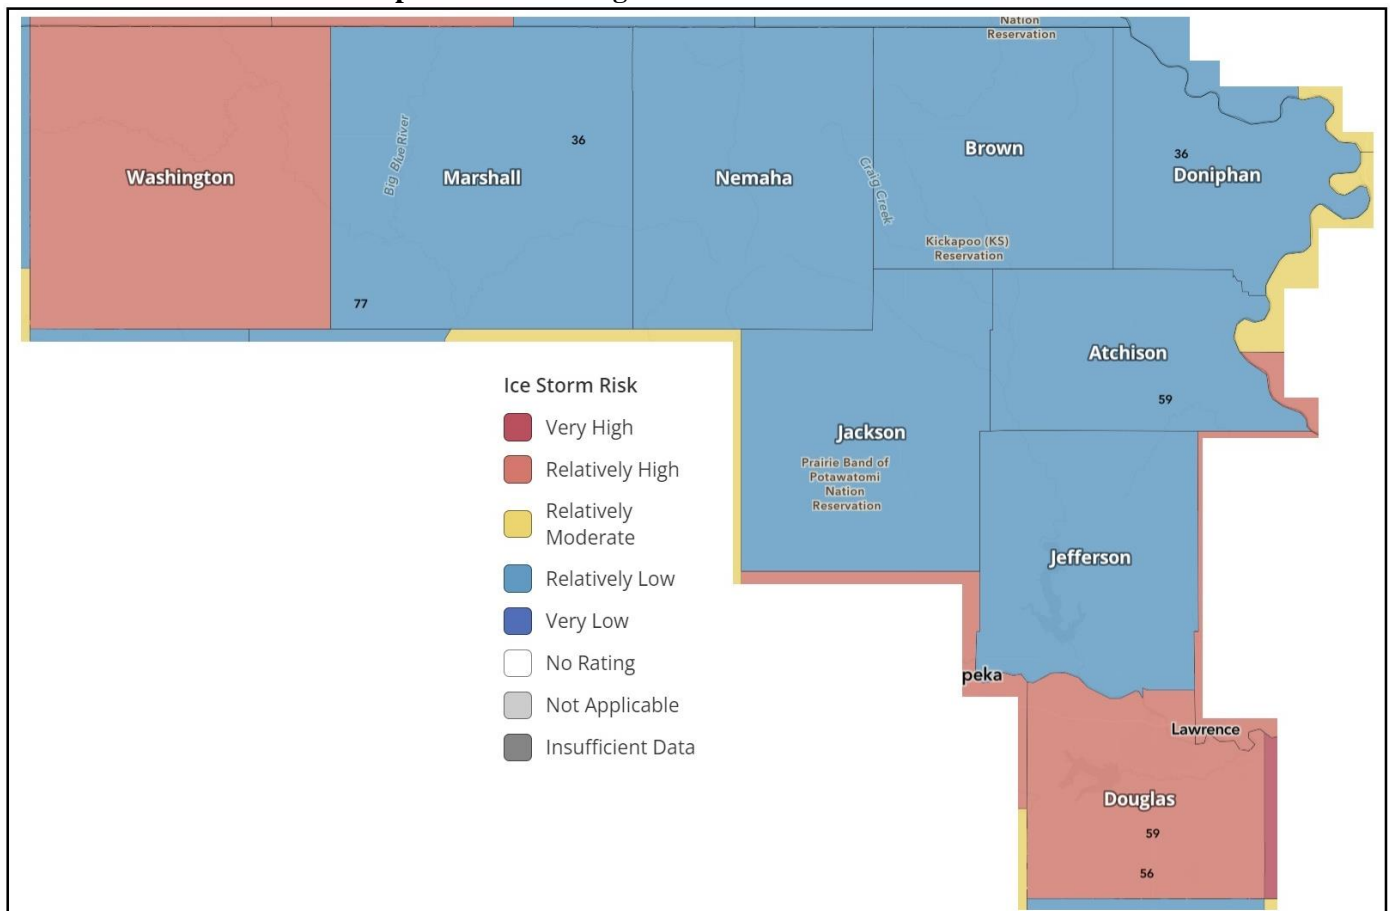 Nation
Reservation
Washington
Big Blue River
36
Marshall
77
Nemaha
Craig Creek
Brown
Kickapoo (KS)
Reservation
36
Doniphan
Atchison
59
Jackson
Prairie Band of
Potawatomi
Nation
Reservation
Jefferson
peka
Lawrence
Douglas
59
56
Ice Storm Risk
Very High
Relatively High
Relatively
Moderate
Relatively Low
Very Low
No Rating
Not Applicable
Insufficient Data